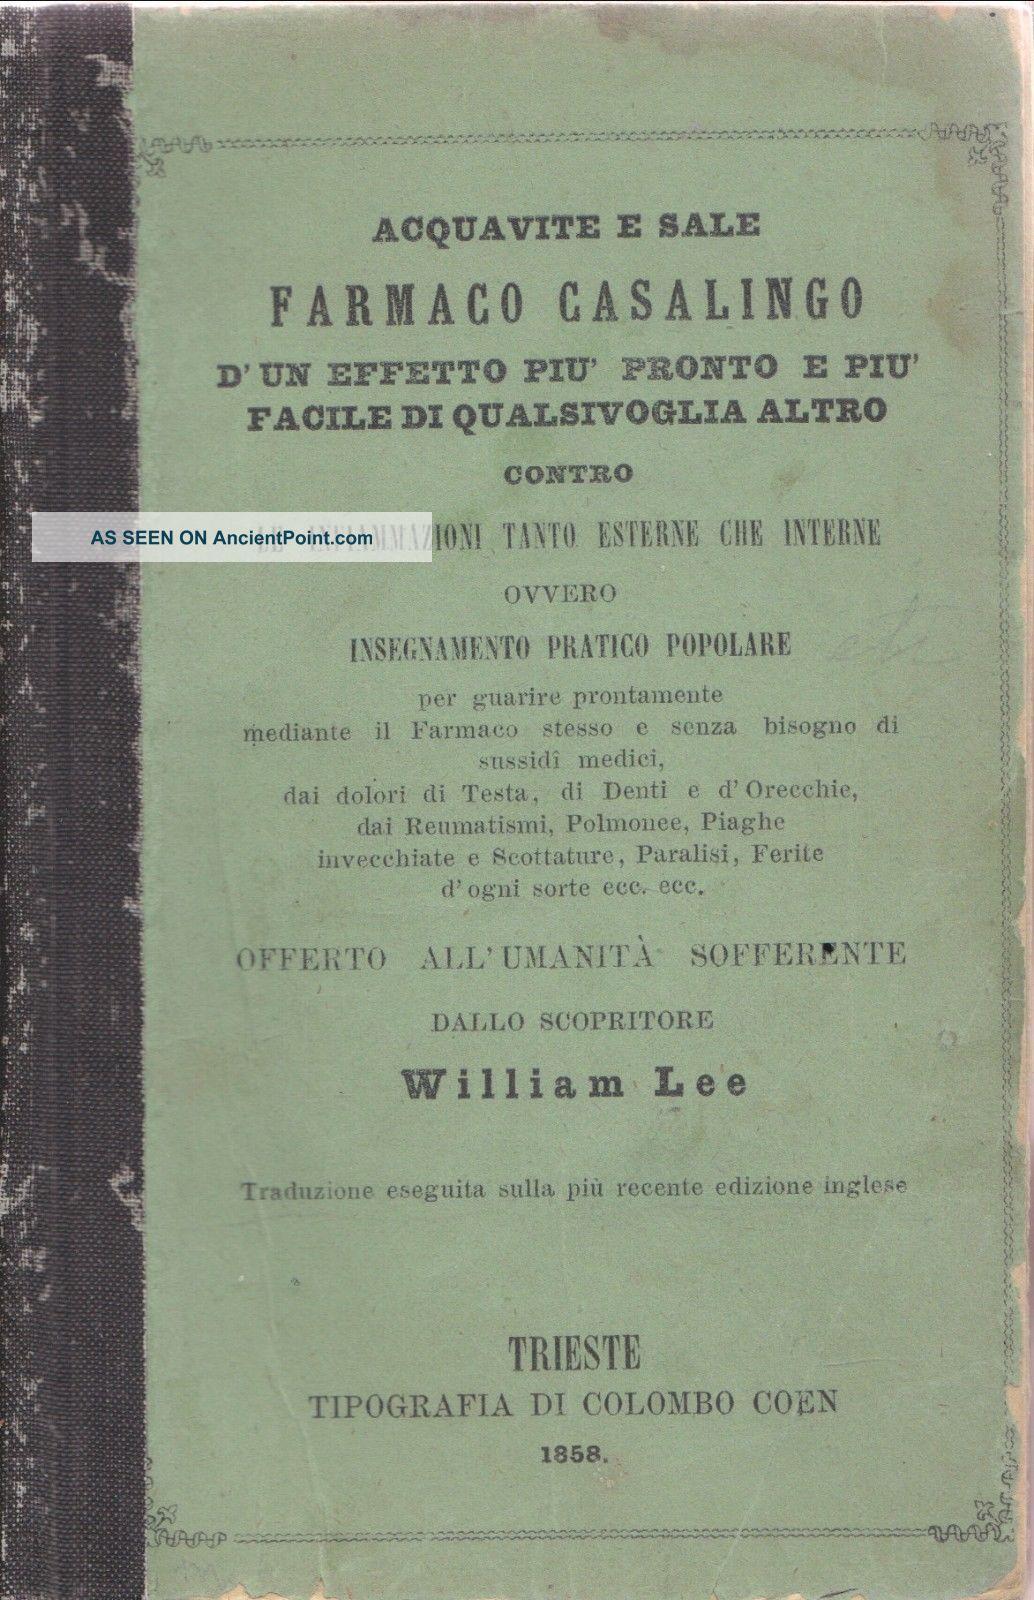 ACQUAVITE E SALE
FARMACO CASALINGO
D'UN EFFETTO PIU' PRONTO E PIU'
FACILE DI QUALSIVOGLIA ALTRO
CONTRO
AS SEEN ON AncientPoint.com
LE INFIAMMAZIONI TANTO ESTERNE CHE INTERNE
OVVERO
INSEGNAMENTO PRATICO POPOLARE
per guarire prontamente
mediante il Farmaco stesso e senza bisogno di
sussidî medici,
dai dolori di Testa, di Denti e d'Orecchie,
dai Reumatismi, Polmonee, Piaghe
invecchiate e Scottature, Paralisi, Ferite
d'ogni sorte ecc. ecc.
OFFERTO ALL'UMANITÀ SOFFERENTE
DALLO SCOPRITORE
William Lee
Traduzione eseguita sulla più recente edizione inglese
TRIESTE
TIPOGRAFIA DI COLOMBO COEN
1858.